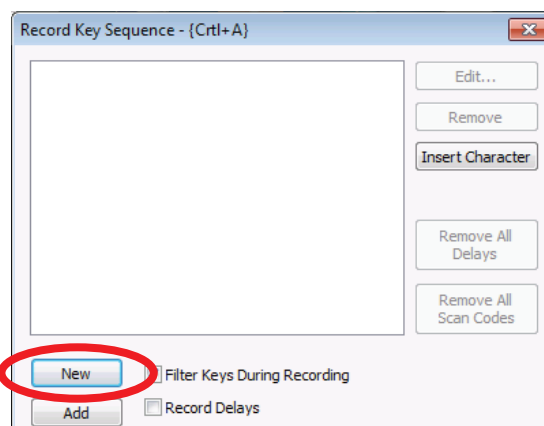 Record Key Sequence - {Crtl+A}
Edit...
Remove
Insert Character
Remove All
Delays
Remove All
Scan Codes
New
Filter Keys During Recording
Add
Record Delays